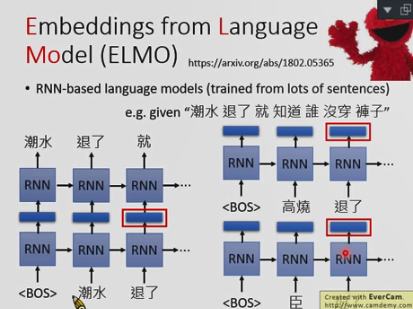 Embeddings from Language
Model (ELMO)
https://arxiv.org/abs/1802.05365
• RNN-based language models (trained from lots of sentences)
e.g. given “潮水 退了 就 知道 誰 沒穿 褲子”
潮水 退了 就
RNN RNN RNN ...
RNN RNN RNN ...
<BOS> 潮水 退了
RNN RNN RNN ...
<BOS> 高燒 退了
RNN RNN RNN ...
<BOS> 臣
Created with EverCam.
http://www.camdemy.com